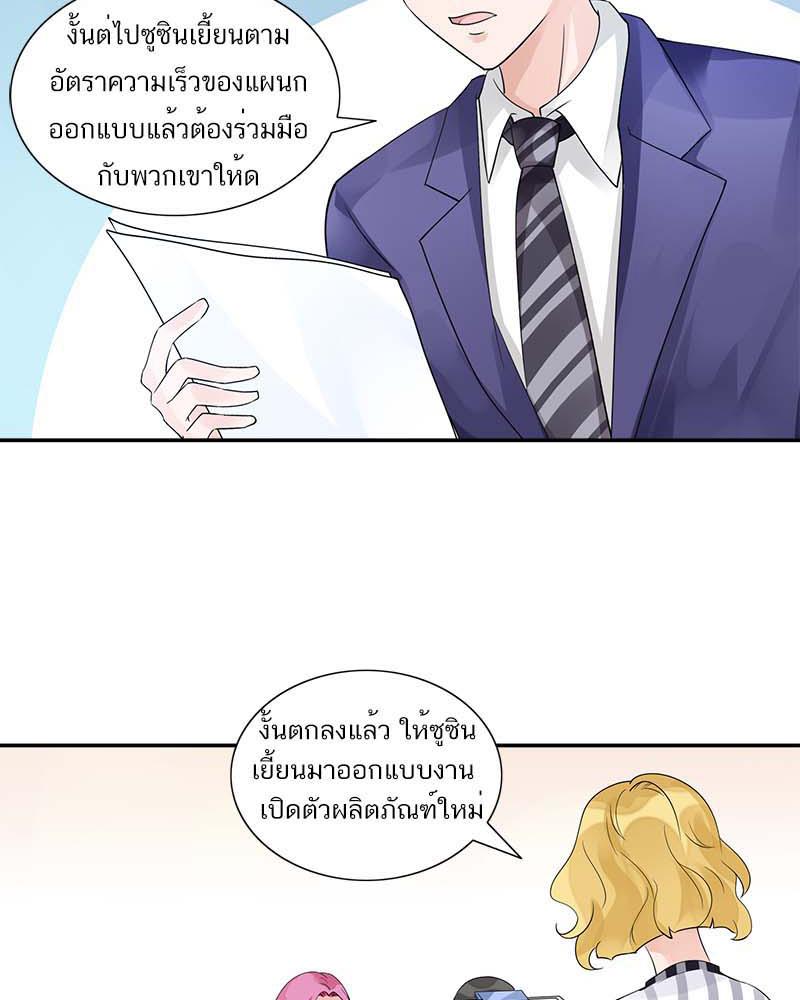 งั้นต่ไปซูซินเยี้ยนตาม
อัตราความเร็วของแผนก
ออกแบบแล้วต้องร่วมมือ
กับพวกเขาให้ด
งั้นตกลงแล้ว ให้ซูซิน
เยี้ยนมาออกแบบงาน
เปิดตัวผลิตภัณฑ์ใหม่